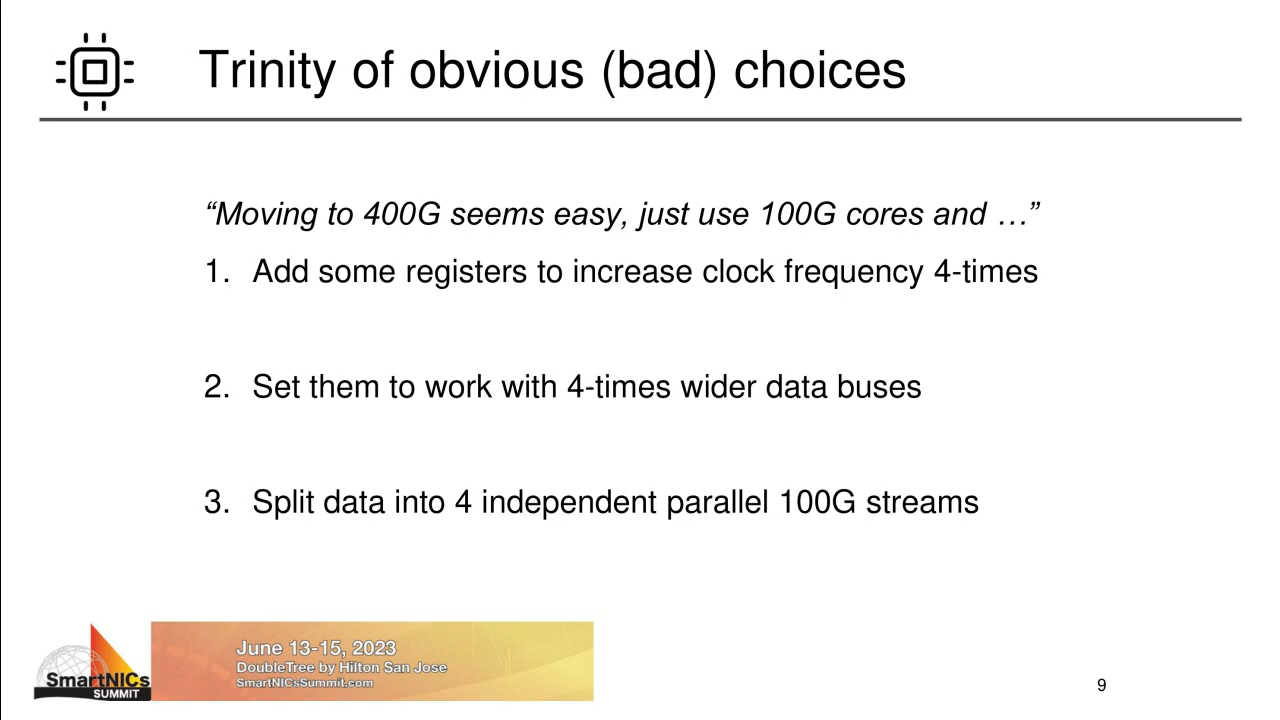 Trinity of obvious (bad) choices
“Moving to 400G seems easy, just use 100G cores and …”
1. Add some registers to increase clock frequency 4-times
2. Set them to work with 4-times wider data buses
3. Split data into 4 independent parallel 100G streams
SmartNICs
SUMMIT
June 13-15, 2023
DoubleTree by Hilton San Jose
SmartNICsSummit.com
9